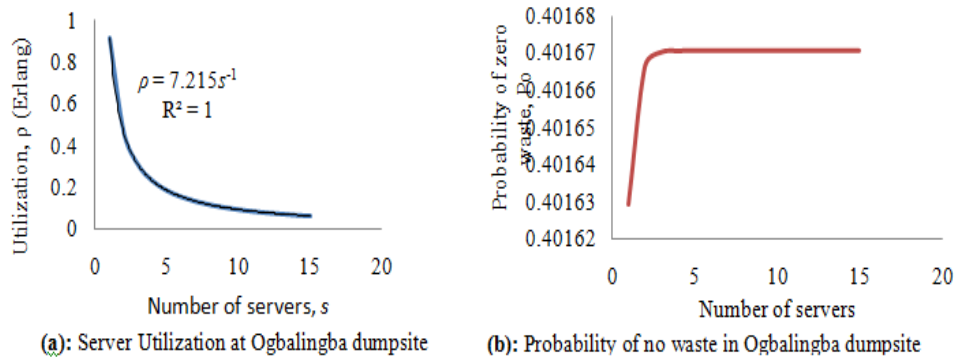 1
0.8
0.6
0.4
0.2
0
Utilization, ρ (Erlang)
ρ = 7.215s⁻¹
R² = 1
0 5 10 15 20
Number of servers, s
(a): Server Utilization at Ogbalingba dumpsite
0.40168
0.40167
0.40166
0.40165
0.40164
0.40163
0.40162
Probability of zero
waste, P₀
0 5 10 15 20
Number of servers
(b): Probability of no waste in Ogbalingba dumpsite